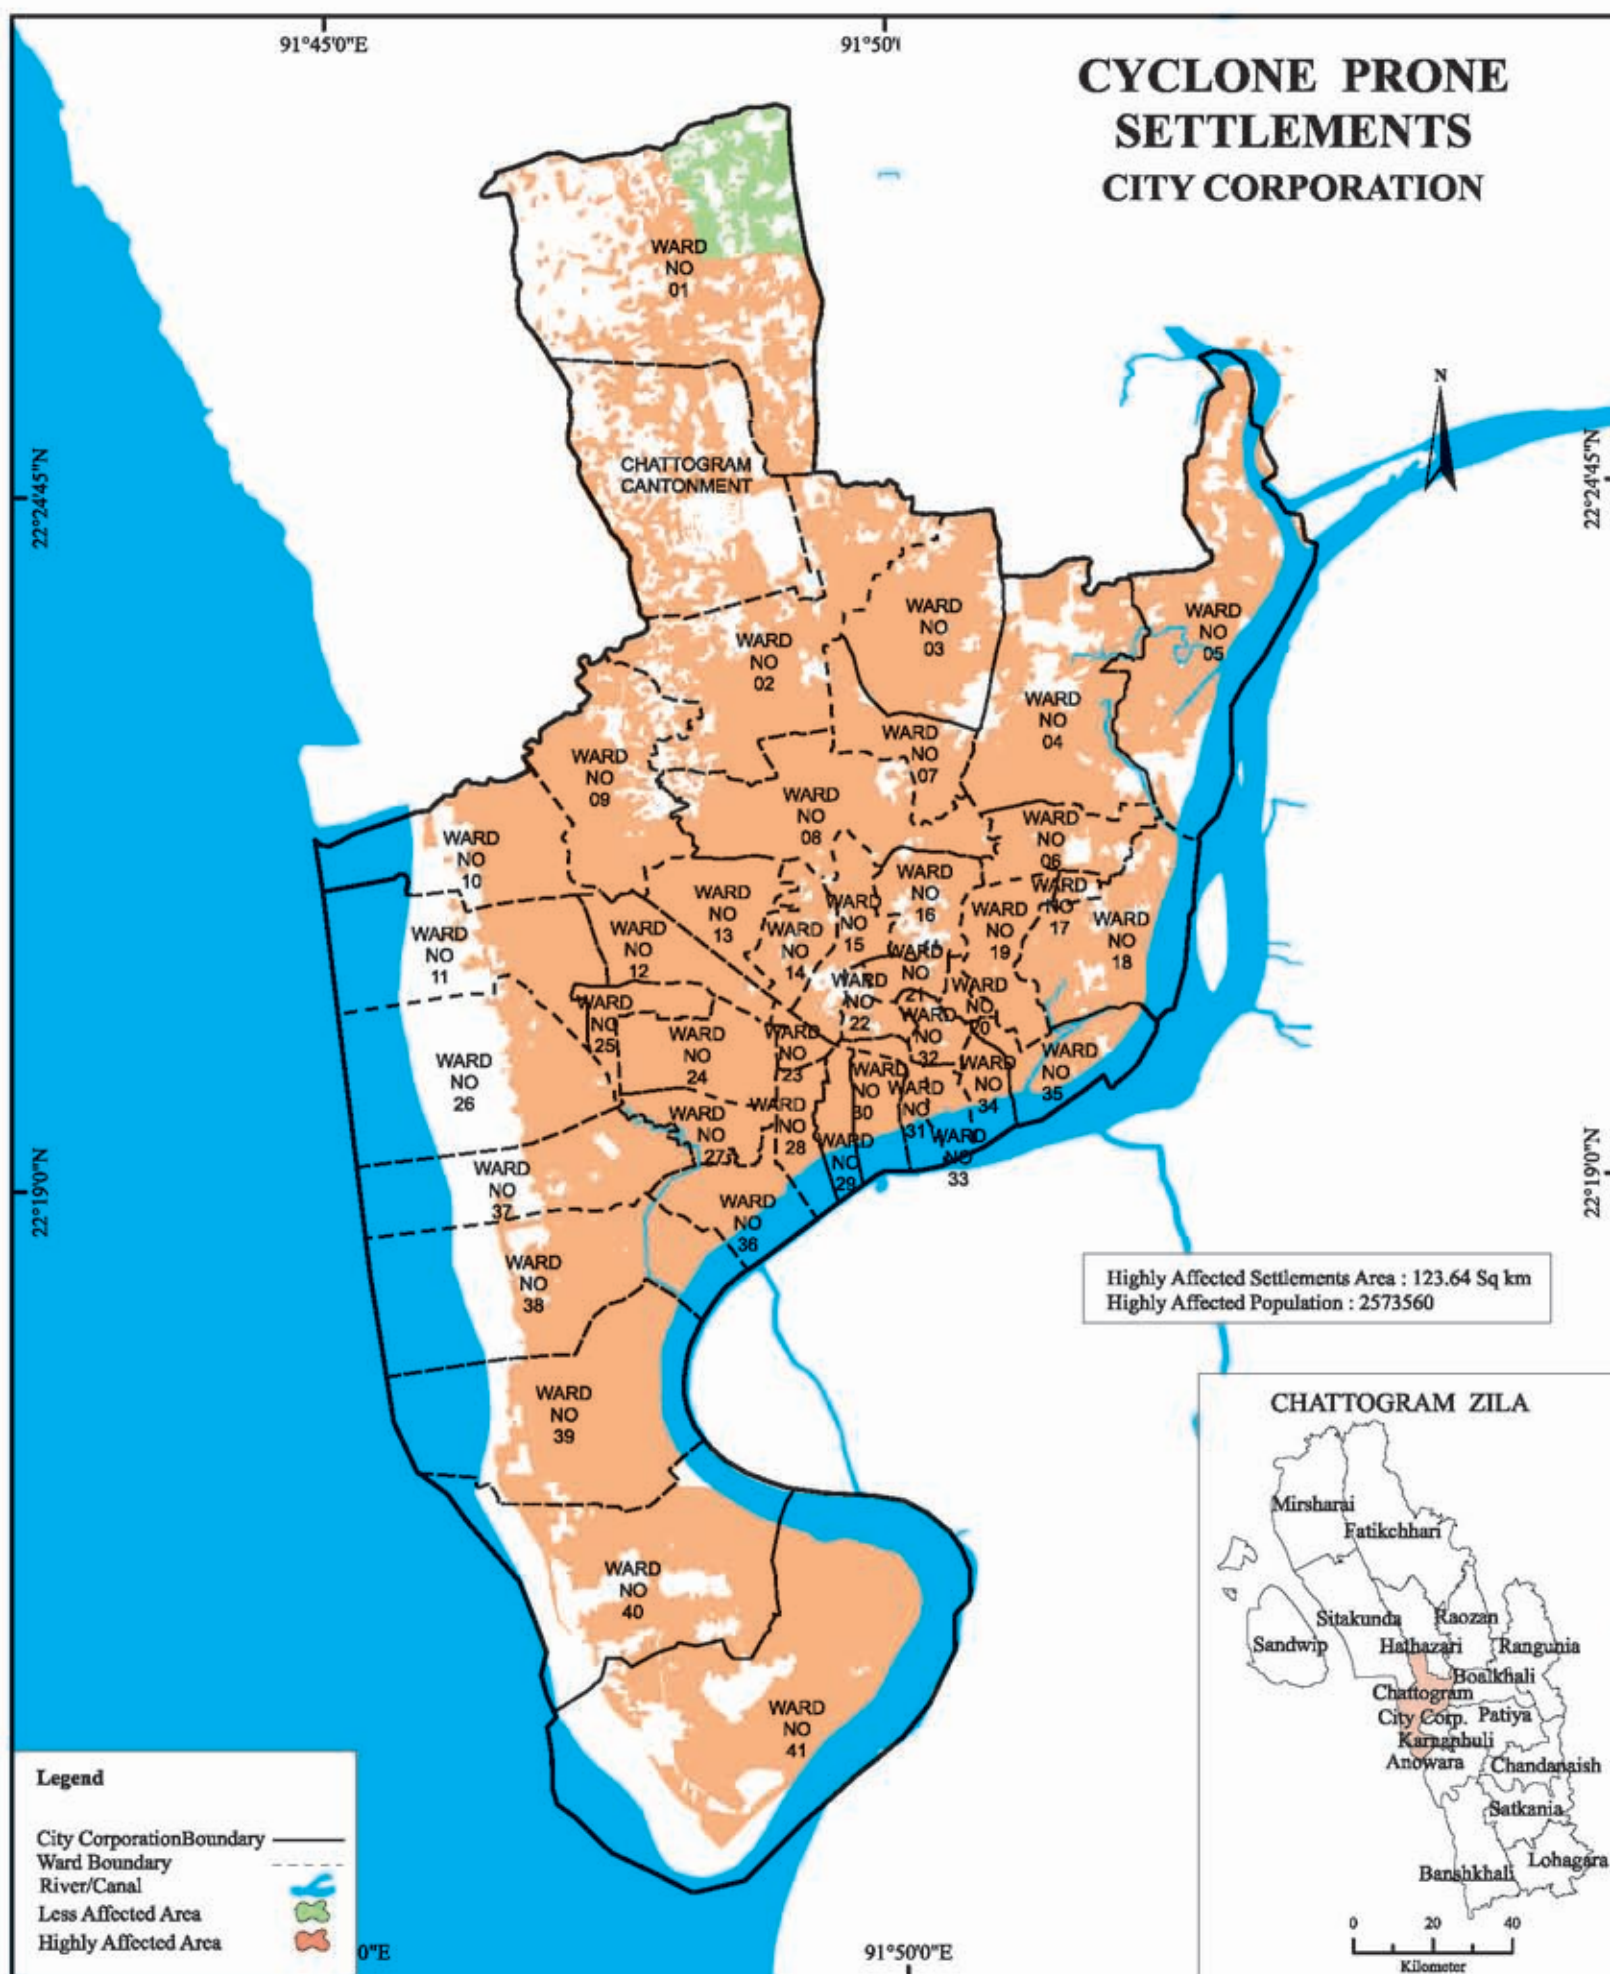 91°45'0"E
91°50'
CYCLONE PRONE
SETTLEMENTS
CITY CORPORATION
WARD
NO
01
N
CHATTOGRAM
CANTONMENT
22°24'45"N
22°24'45"N
WARD
NO
03
WARD
NO
05
WARD
NO
02
WARD
NO
04
WARD
NO
07
WARD
NO
09
WARD
NO
08
WARD
NO
06
WARD
NO
10
WARD
NO
16
WARD
NO
17
WARD
NO
13
WARD
NO
15
WARD
NO
19
WARD
NO
18
WARD
NO
12
WARD
NO
14
WARD
NO
11
WARD
NO
21
WARD
NO
22
WARD
NO
20
WARD
NO
25
WARD
NO
32
WARD
NO
24
WARD
NO
23
WARD
NO
35
WARD
NO
34
WARD
NO
26
WARD
NO
30
WARD
NO
31
WARD
NO
28
WARD
NO
27
WARD
NO
29
WARD
NO
33
WARD
NO
37
22°19'0"N
22°19'0"N
WARD
NO
36
WARD
NO
38
Highly Affected Settlements Area : 123.64 Sq km
Highly Affected Population : 2573560
WARD
NO
39
WARD
NO
40
WARD
NO
41
CHATTOGRAM ZILA
Mirsharai
Fatikchhari
Sitakunda
Raozan
Sandwip
Hathazari
Rangunia
Boalkhali
Chattogram
City Corp.
Patiya
Karnaphuli
Anowara
Chandanaish
Satkania
Lohagara
Banshkhali
0 20 40
Kilometer
Legend
City CorporationBoundary
Ward Boundary
River/Canal
Less Affected Area
Highly Affected Area
0"E
91°50'0"E